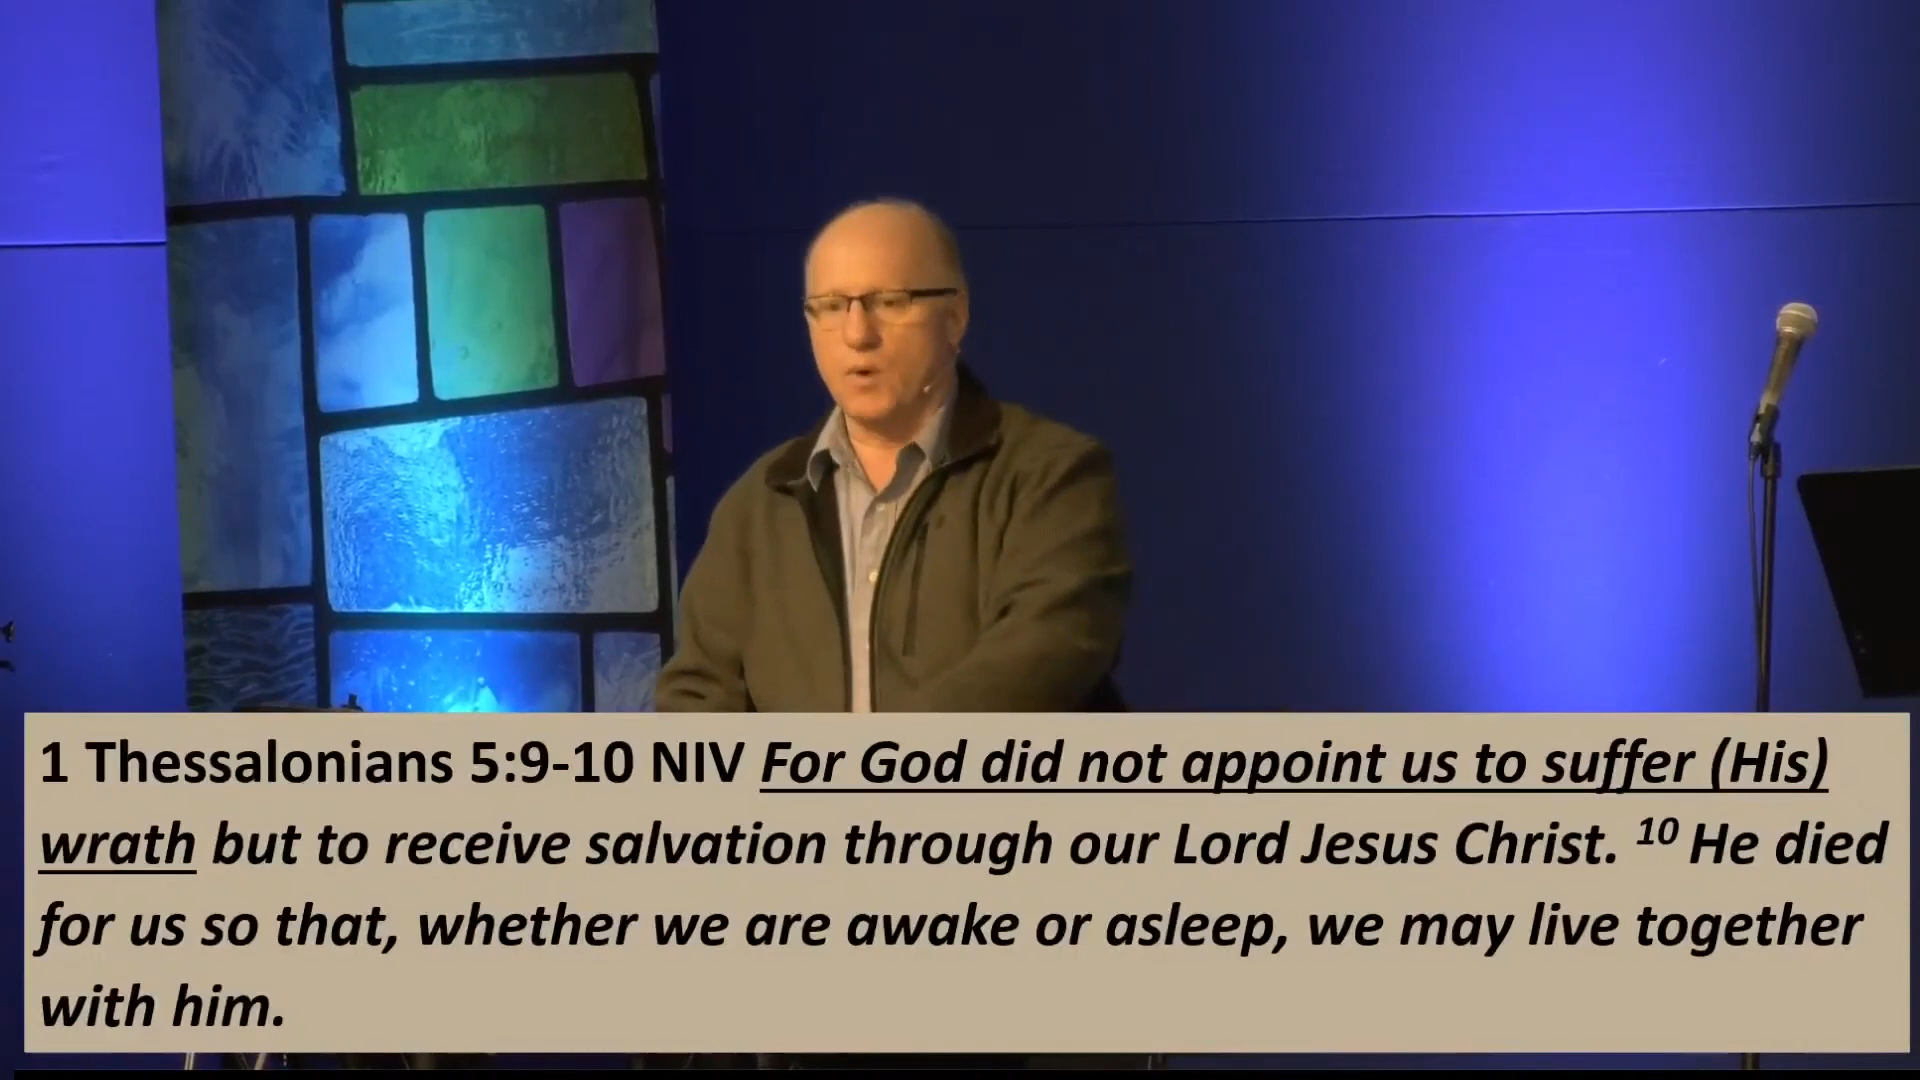 1 Thessalonians 5:9-10 NIV For God did not appoint us to suffer (His)
wrath but to receive salvation through our Lord Jesus Christ. ¹⁰ He died
for us so that, whether we are awake or asleep, we may live together
with him.